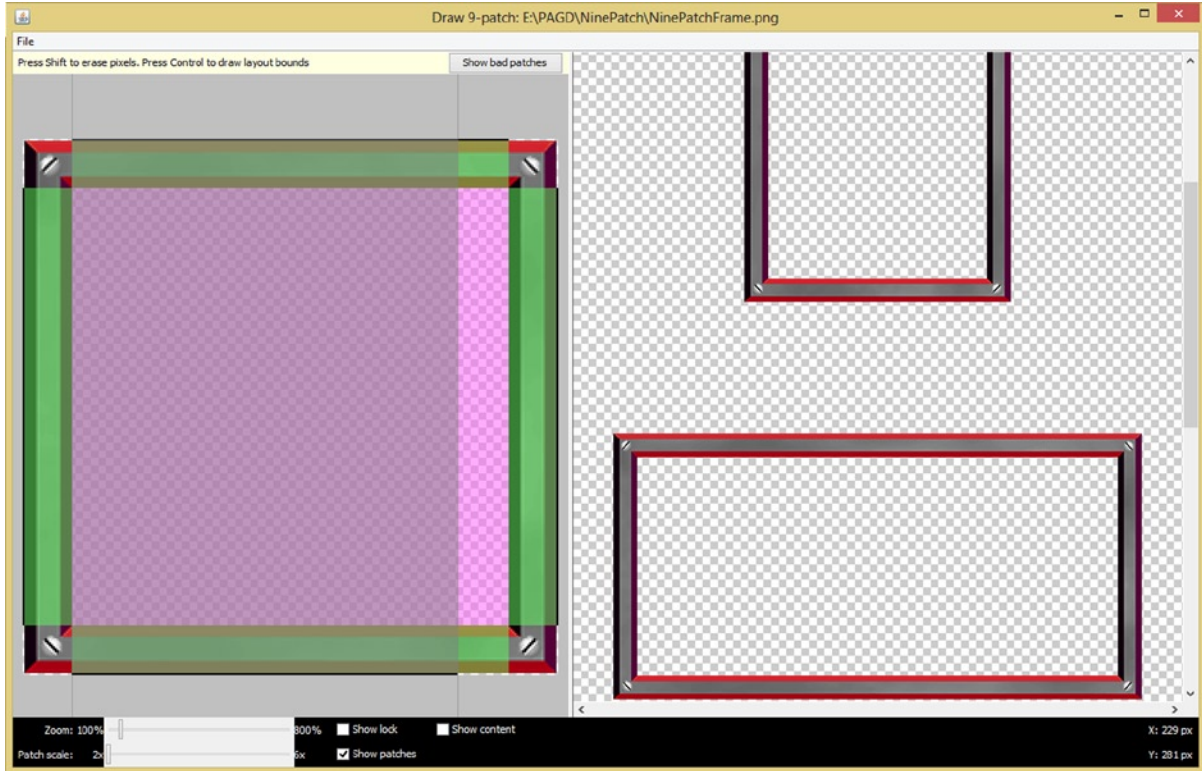 Draw 9-patch: E:\PAGD\NinePatch\NinePatchFrame.png
File
Press Shift to erase pixels. Press Control to draw layout bounds
Show bad patches
Zoom: 100% 800% Show lock Show content X: 229 px
Patch scale: 2x 6x Show patches Y: 281 px